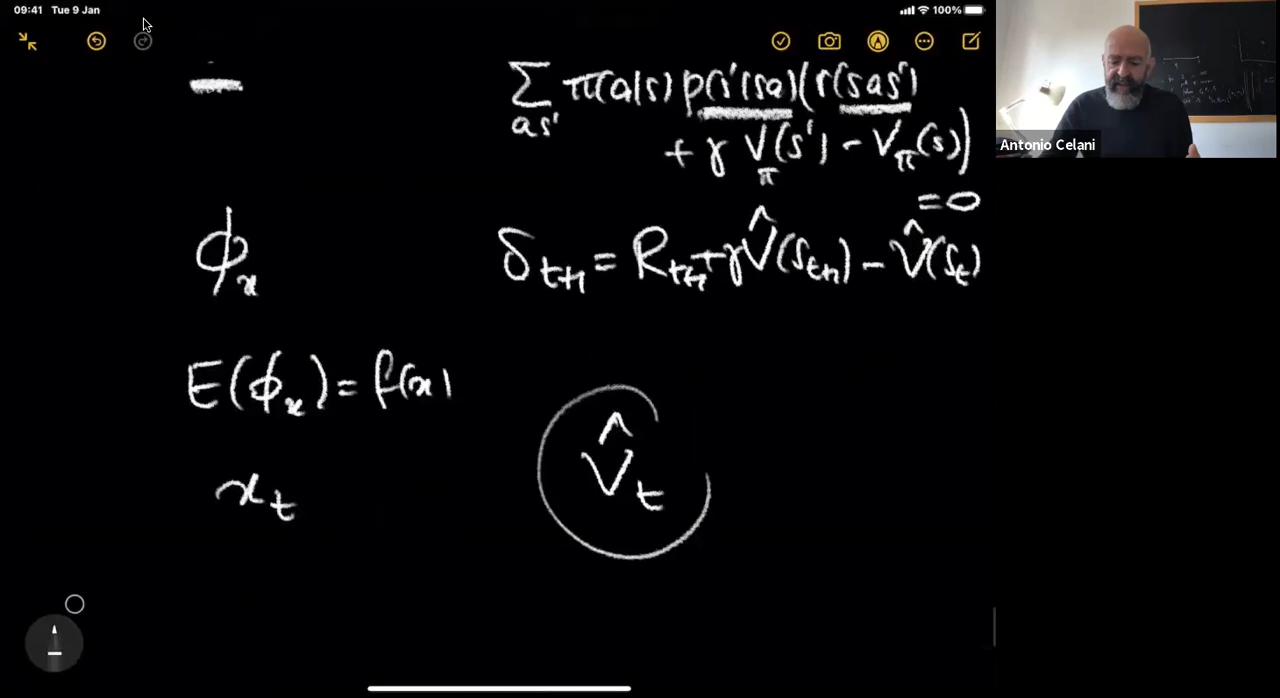 09:41 Tue 9 Jan
100%
Σ π(a|s) p(s'|sa)(r(sas')
as'
+ γ V_π(s') - V_π(s))
= 0
ϕ_x
δ_{t+1} = R_{t+1} + γ V̂(S_{t+1}) - V̂(S_t)
E(ϕ_x) = f(x)
x_t
V̂_t
Antonio Celani